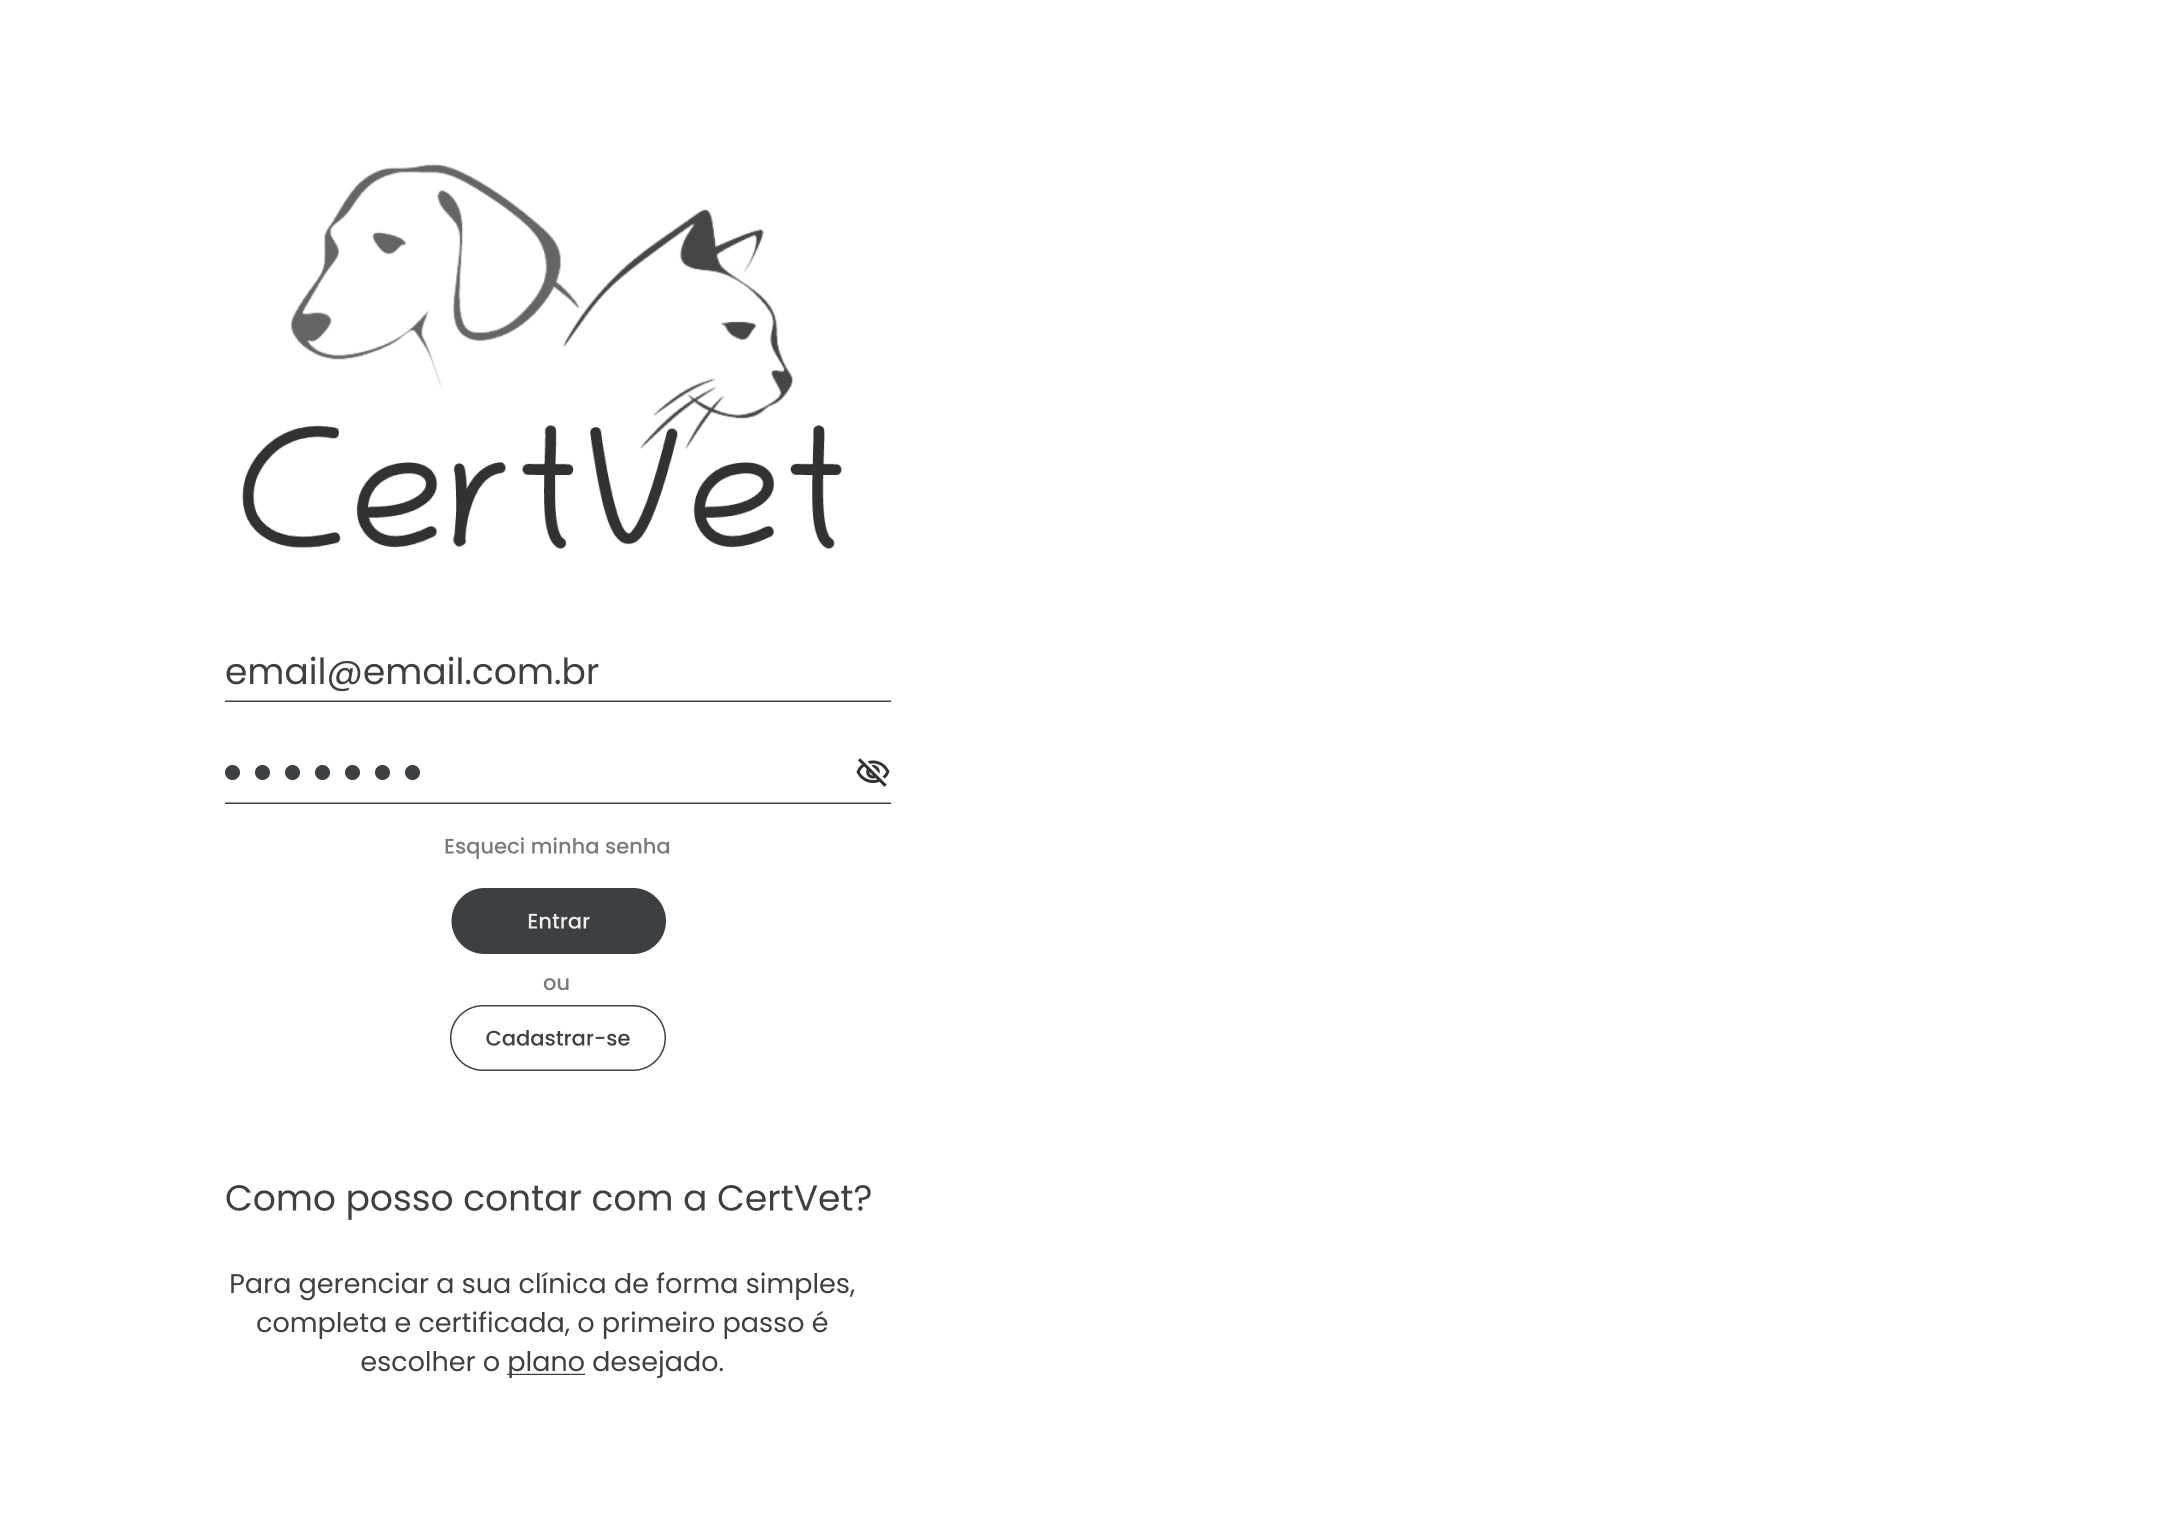 CertVet
email@email.com.br
Esqueci minha senha
Entrar
ou
Cadastrar-se
Como posso contar com a CertVet?
Para gerenciar a sua clínica de forma simples,
completa e certificada, o primeiro passo é
escolher o plano desejado.